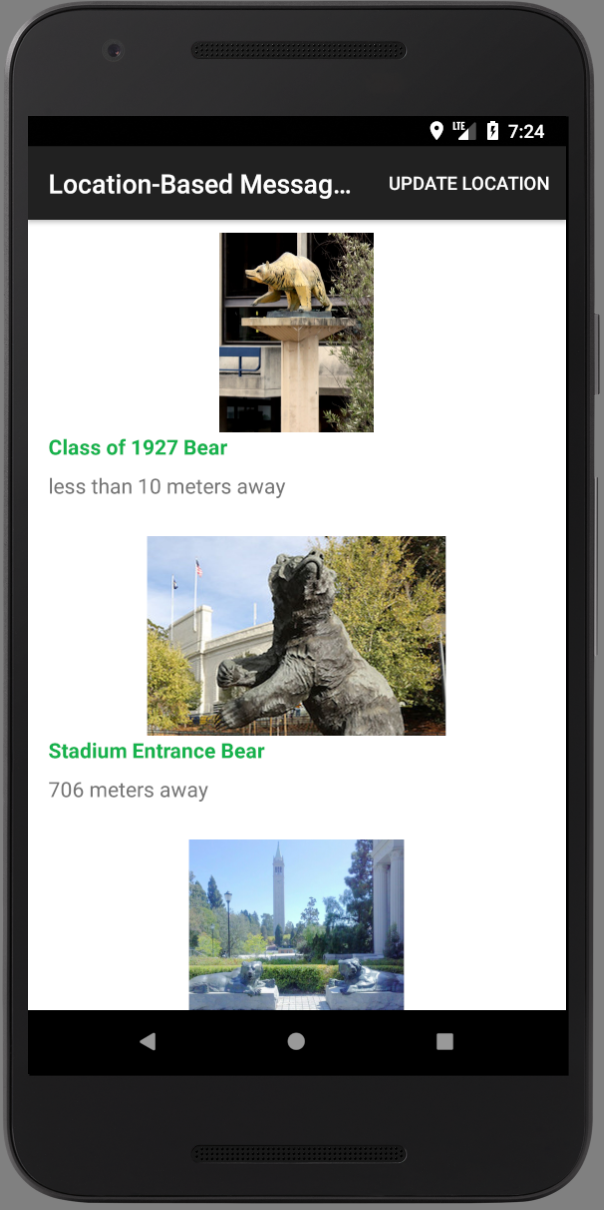 LTE 7:24
Location-Based Messag... UPDATE LOCATION
Class of 1927 Bear
less than 10 meters away
Stadium Entrance Bear
706 meters away